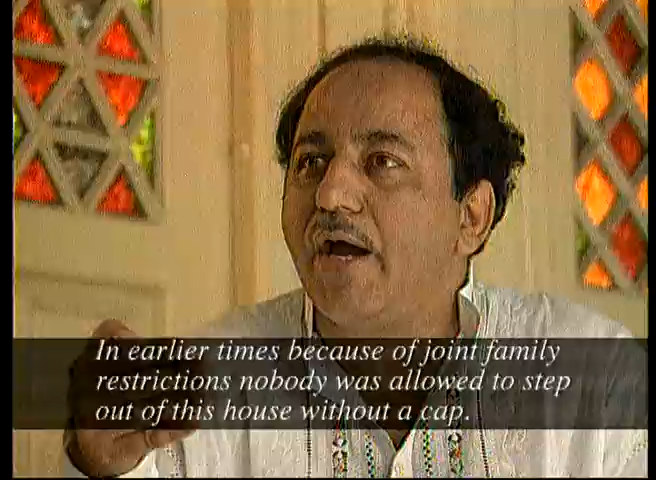 In earlier times because of joint family
restrictions nobody was allowed to step
out of this house without a cap.